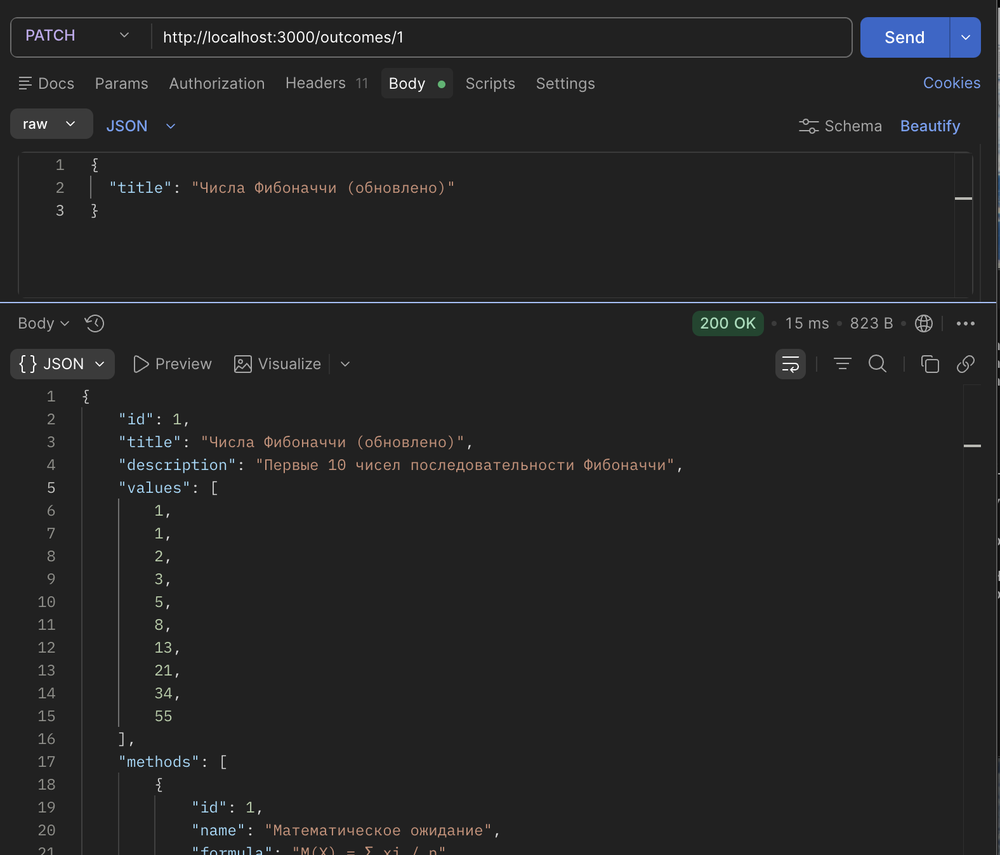 PATCH http://localhost:3000/outcomes/1 Send
Docs Params Authorization Headers 11 Body Scripts Settings Cookies
raw JSON Schema Beautify
1 {
2 "title": "Числа Фибоначчи (обновлено)"
3 }
Body 200 OK • 15 ms • 823 B
{} JSON Preview Visualize
1 {
2 "id": 1,
3 "title": "Числа Фибоначчи (обновлено)",
4 "description": "Первые 10 чисел последовательности Фибоначчи",
5 "values": [
6 1,
7 1,
8 2,
9 3,
10 5,
11 8,
12 13,
13 21,
14 34,
15 55
16 ],
17 "methods": [
18 {
19 "id": 1,
20 "name": "Математическое ожидание",
21 "formula": "M(X) = Σ xi / n"